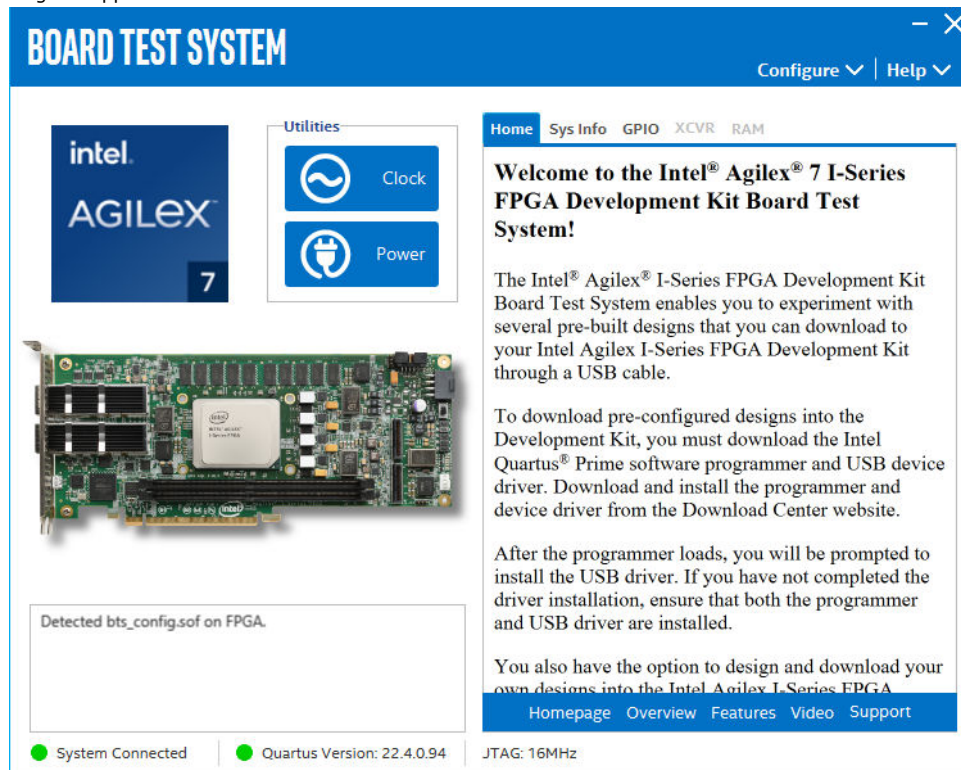 BOARD TEST SYSTEM
Configure
Help
intel.
AGILEX
7
Utilities
Clock
Power
Home Sys Info GPIO XCVR RAM
Welcome to the Intel® Agilex® 7 I-Series
FPGA Development Kit Board Test
System!
The Intel® Agilex® I-Series FPGA Development Kit
Board Test System enables you to experiment with
several pre-built designs that you can download to
your Intel Agilex I-Series FPGA Development Kit
through a USB cable.
To download pre-configured designs into the
Development Kit, you must download the Intel
Quartus® Prime software programmer and USB device
driver. Download and install the programmer and
device driver from the Download Center website.
After the programmer loads, you will be prompted to
install the USB driver. If you have not completed the
driver installation, ensure that both the programmer
and USB driver are installed.
You also have the option to design and download your
own designs into the Intel Agilex I-Series FPGA
Homepage Overview Features Video Support
Detected bts_config.sof on FPGA.
System Connected
Quartus Version: 22.4.0.94
JTAG: 16MHz